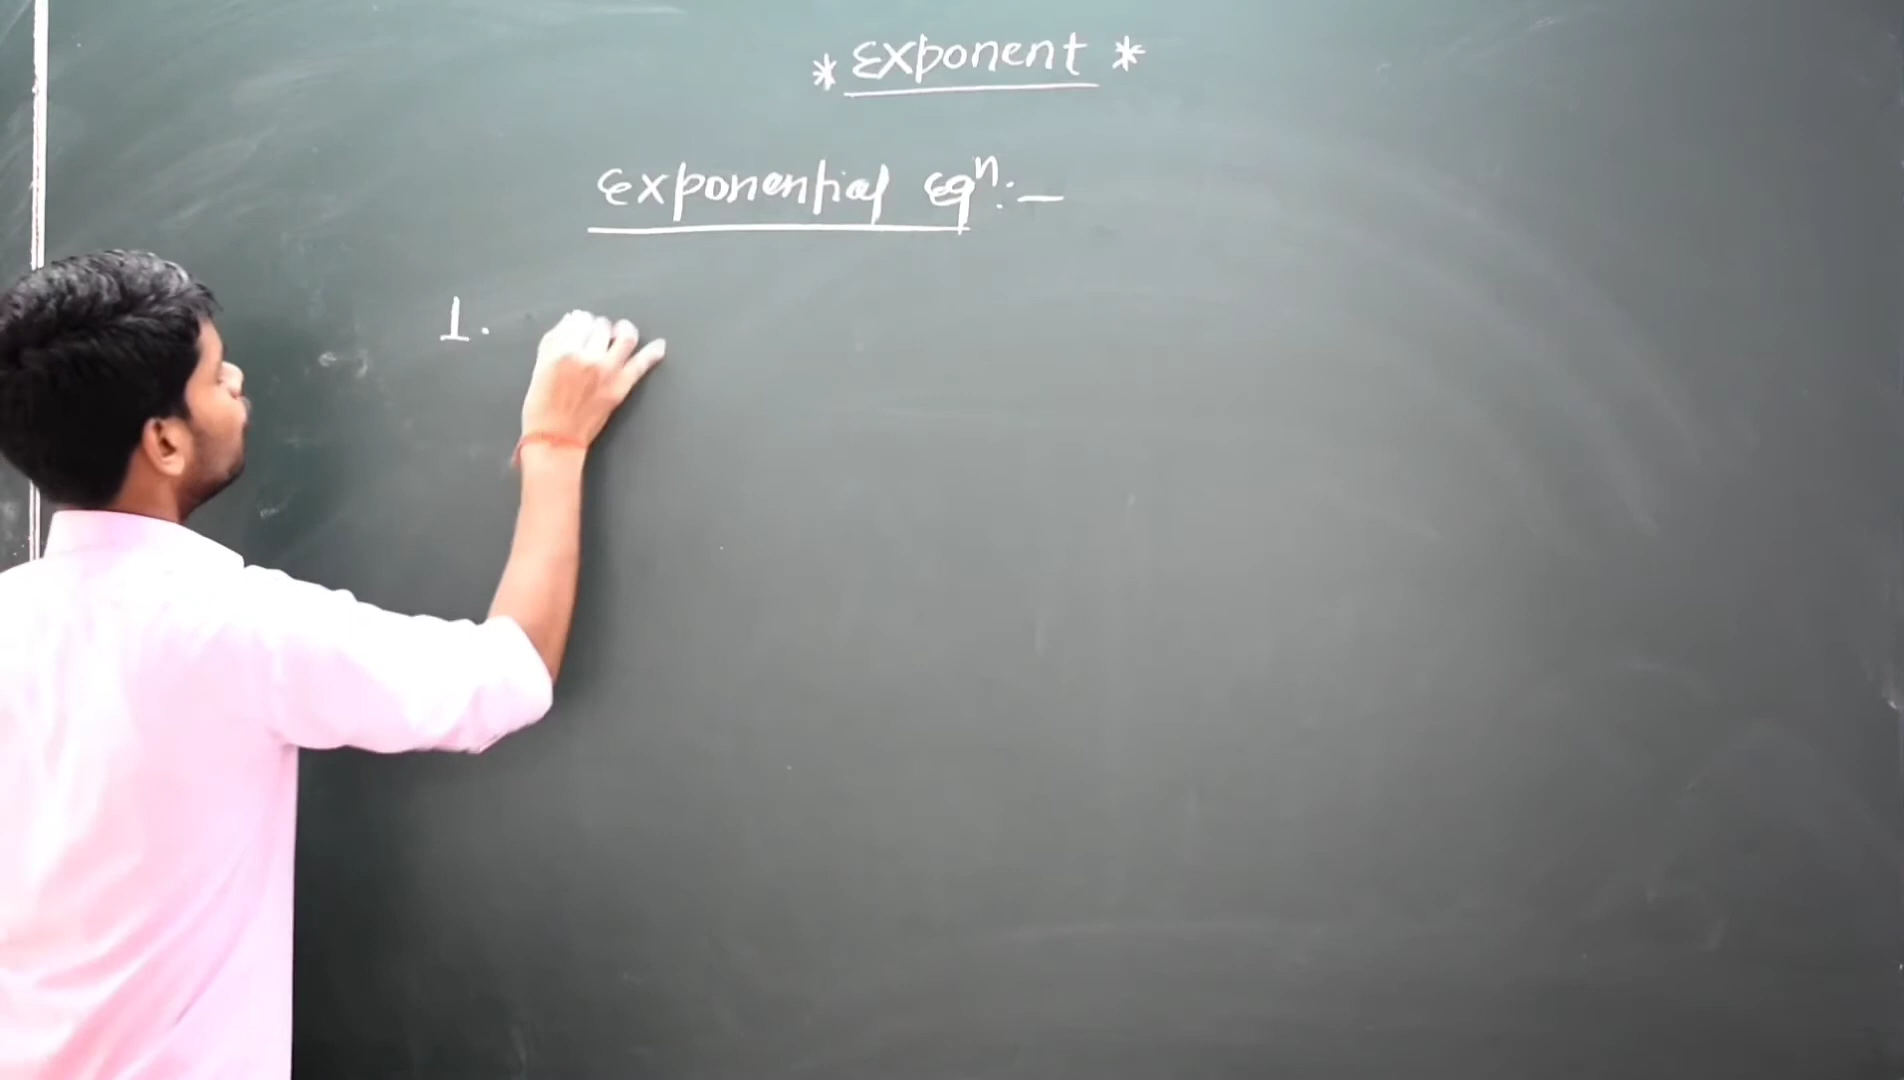 * Exponent *
exponential eqⁿ:-
1.